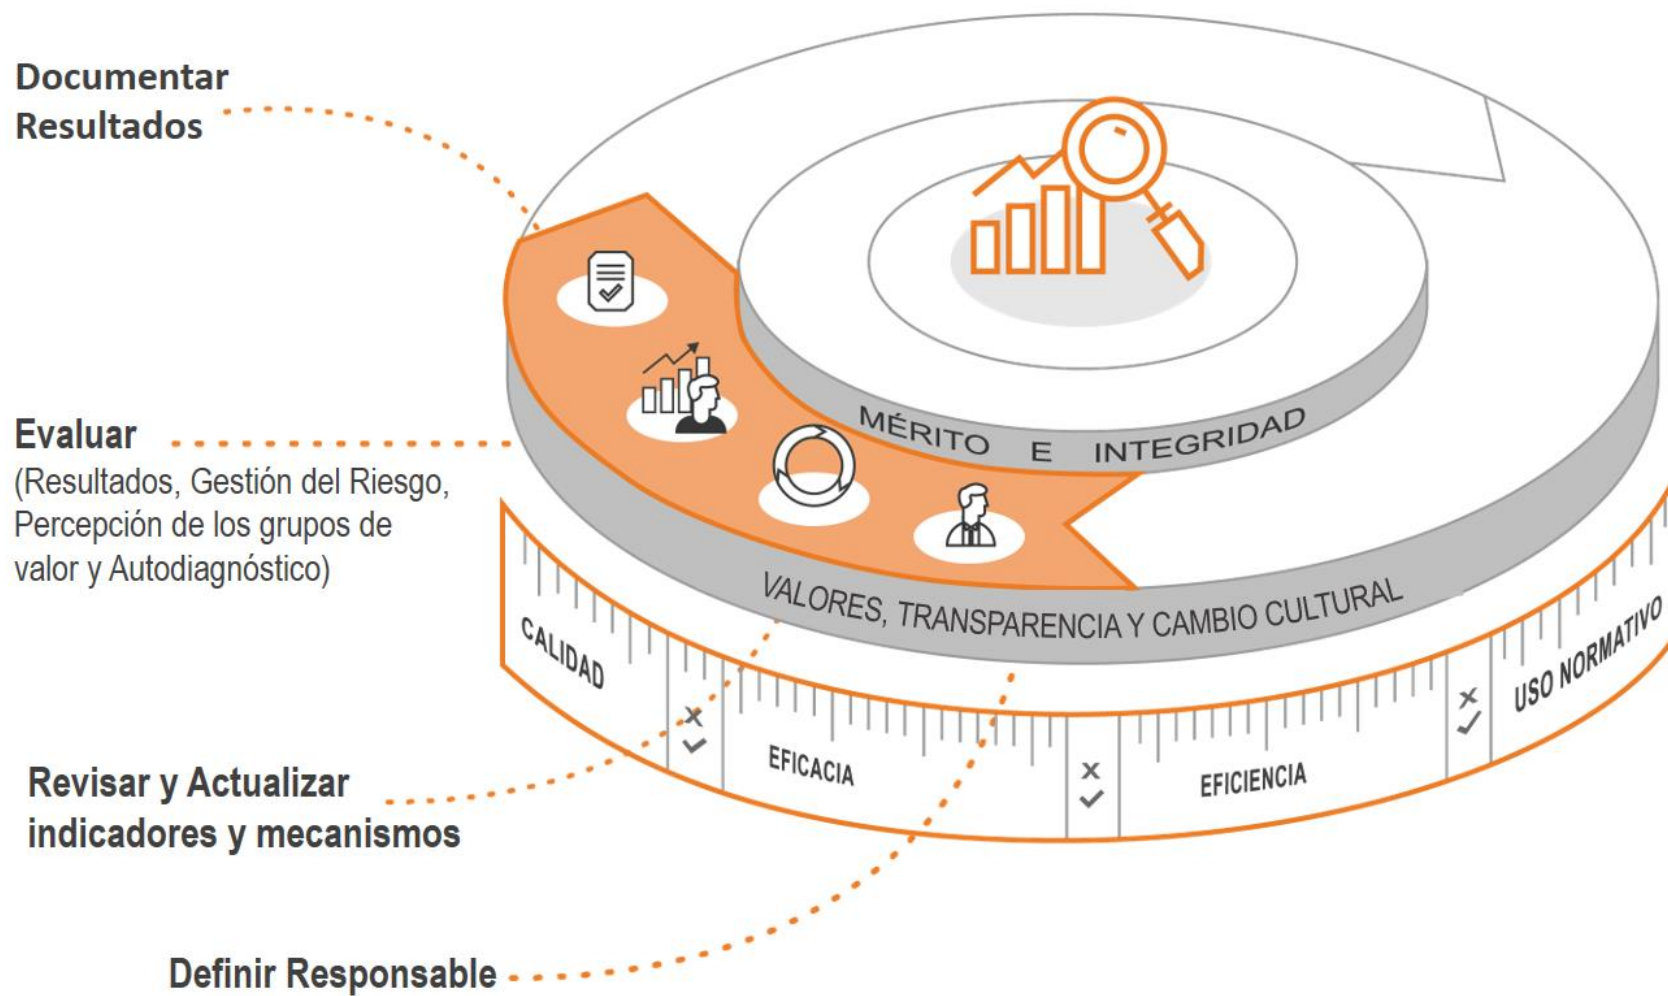 Documentar
Resultados
Evaluar
(Resultados, Gestión del Riesgo,
Percepción de los grupos de
valor y Autodiagnóstico)
Revisar y Actualizar
indicadores y mecanismos
Definir Responsable
MÉRITO E INTEGRIDAD
VALORES, TRANSPARENCIA Y CAMBIO CULTURAL
CALIDAD
EFICACIA
EFICIENCIA
USO NORMATIVO